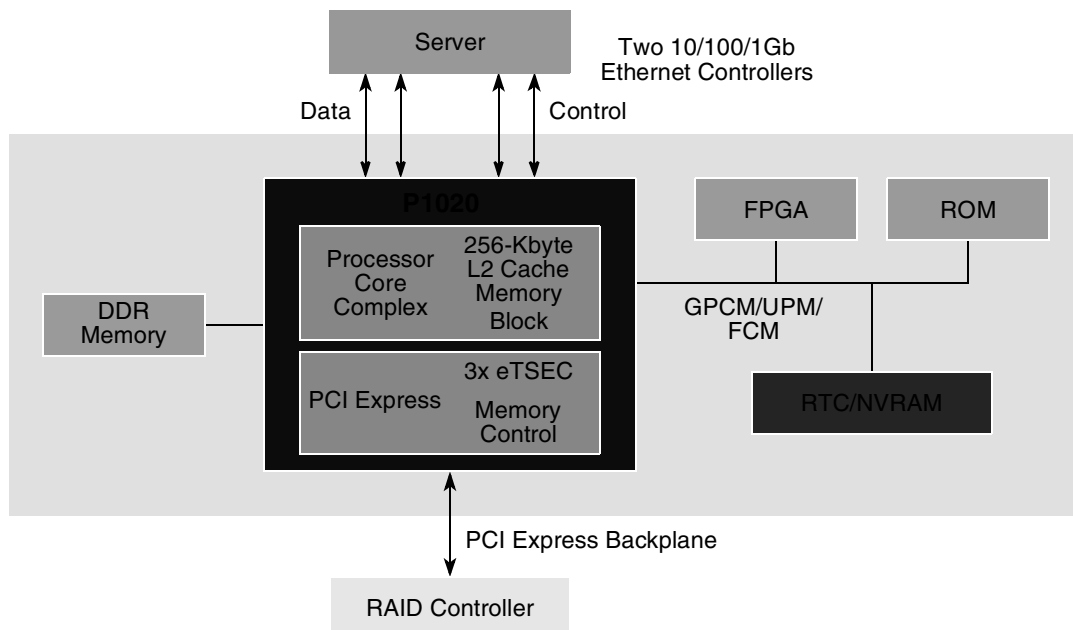 Server
Two 10/100/1Gb
Ethernet Controllers
Data
Control
P1020
FPGA
ROM
Processor
Core
Complex
256-Kbyte
L2 Cache
Memory
Block
DDR
Memory
GPCM/UPM/
FCM
PCI Express
3x eTSEC
Memory
Control
RTC/NVRAM
PCI Express Backplane
RAID Controller